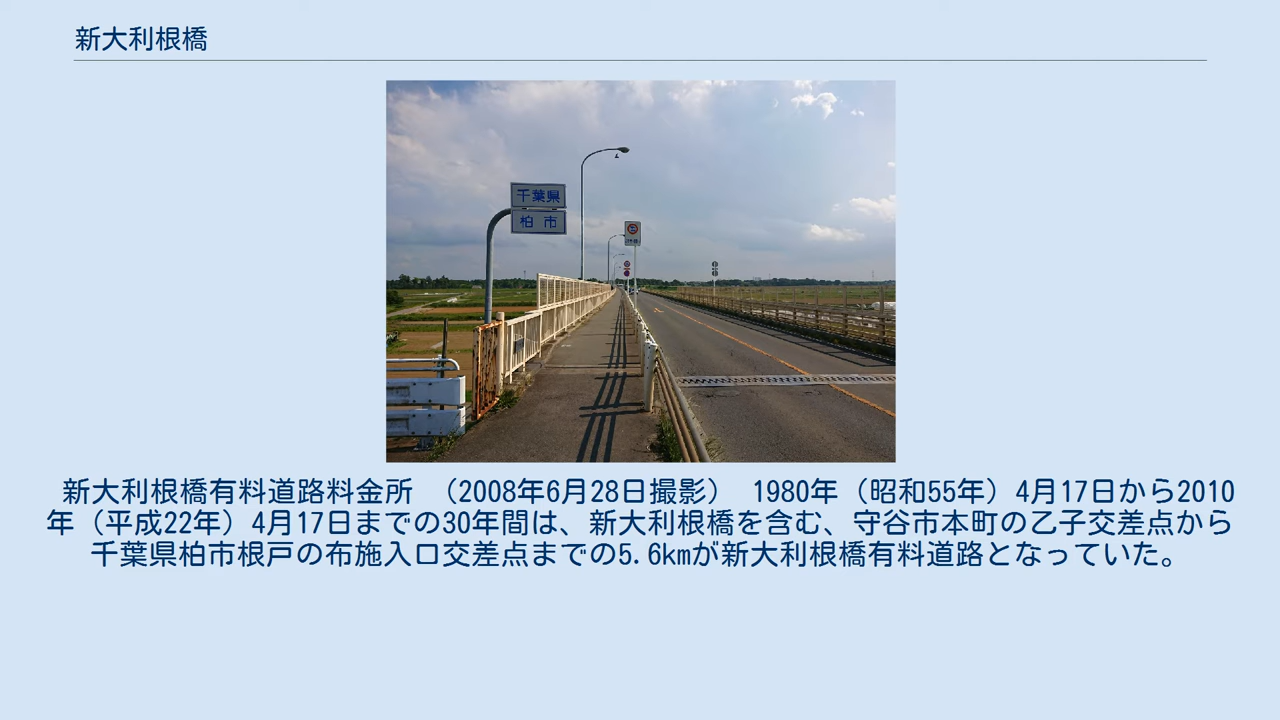 新大利根橋
千葉県
柏市
新大利根橋有料道路料金所 （2008年6月28日撮影） 1980年（昭和55年）4月17日から2010
年（平成22年）4月17日までの30年間は、新大利根橋を含む、守谷市本町の乙子交差点から
千葉県柏市根戸の布施入口交差点までの5.6kmが新大利根橋有料道路となっていた。